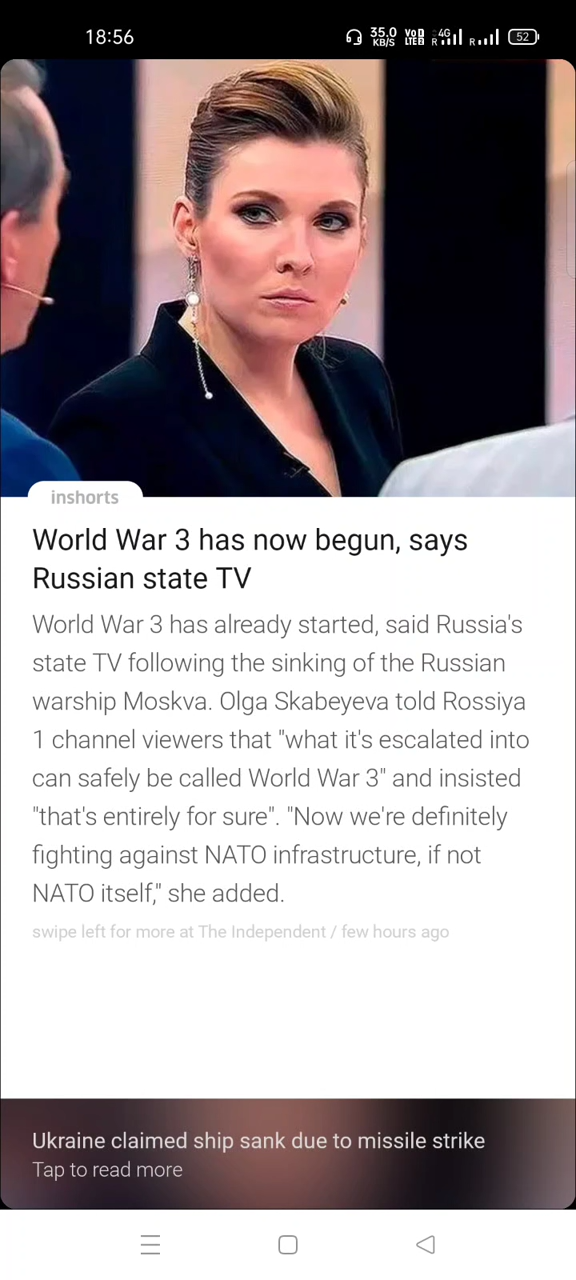 18:56
35.0
KB/S
Vo
LTE 2
4G
R
R
52
inshorts
World War 3 has now begun, says
Russian state TV
World War 3 has already started, said Russia's
state TV following the sinking of the Russian
warship Moskva. Olga Skabeyeva told Rossiya
1 channel viewers that "what it's escalated into
can safely be called World War 3" and insisted
"that's entirely for sure". "Now we're definitely
fighting against NATO infrastructure, if not
NATO itself," she added.
swipe left for more at The Independent / few hours ago
Ukraine claimed ship sank due to missile strike
Tap to read more